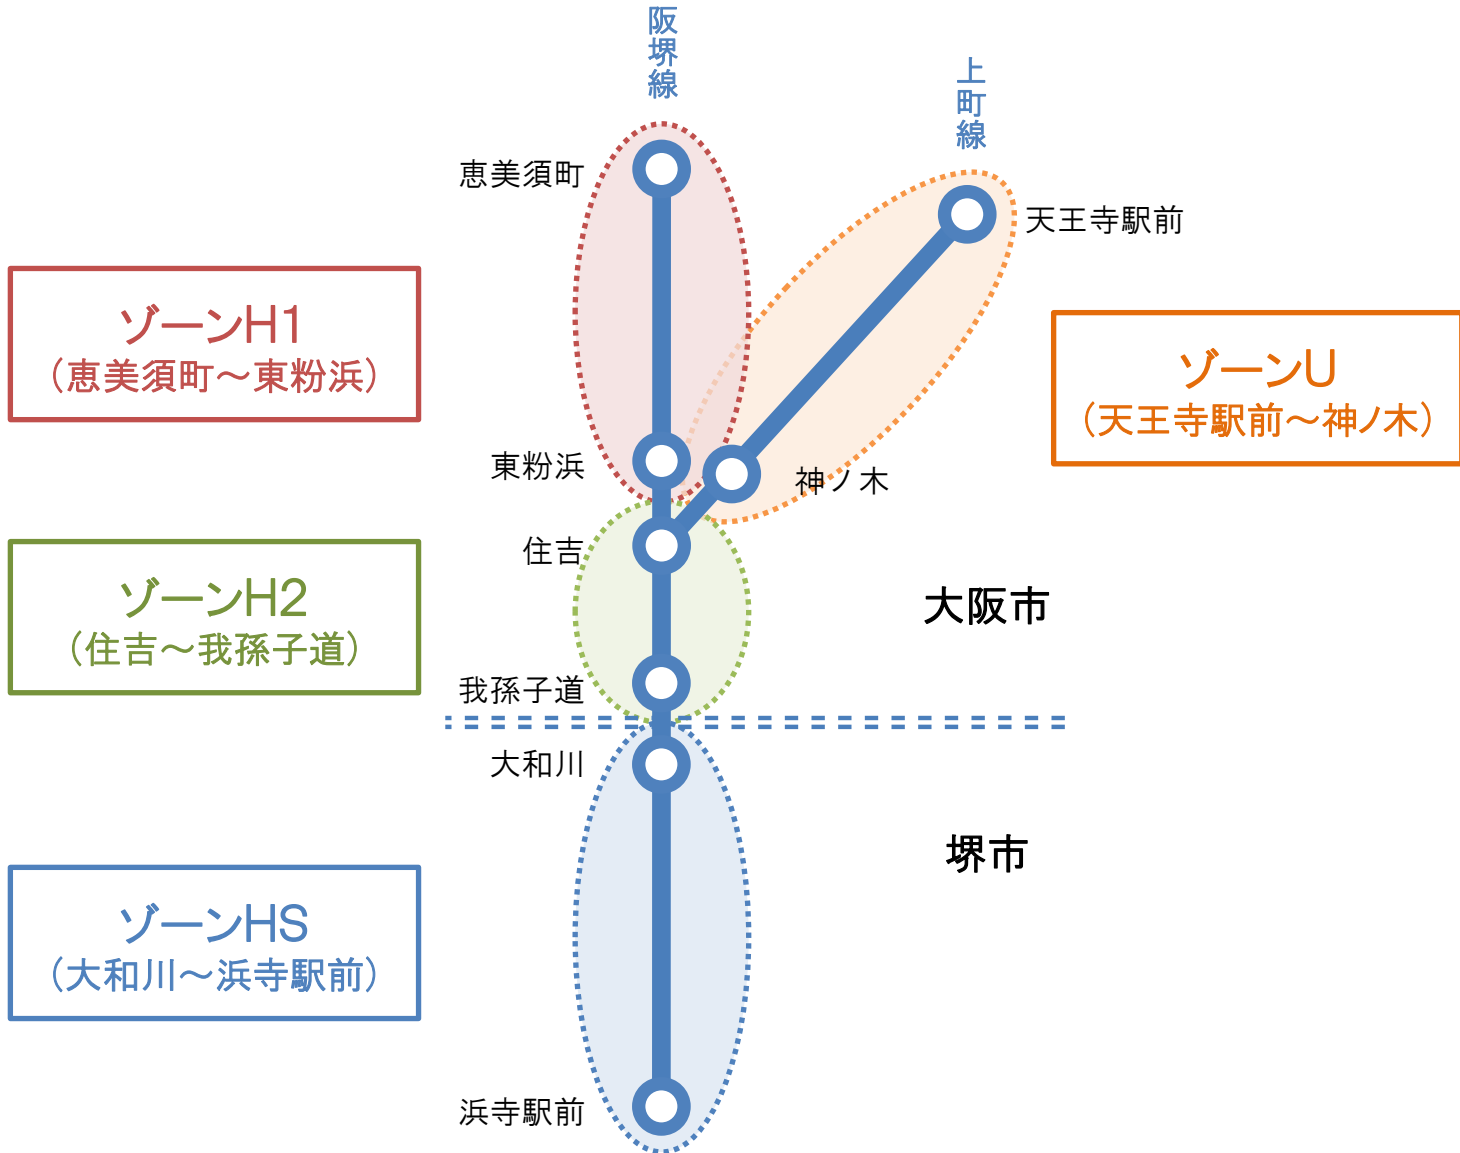 阪堺線
上町線
恵美須町
天王寺駅前
ゾーンH1
（恵美須町～東粉浜）
ゾーンU
（天王寺駅前～神ノ木）
東粉浜
神ノ木
住吉
ゾーンH2
（住吉～我孫子道）
大阪市
我孫子道
大和川
堺市
ゾーンHS
（大和川～浜寺駅前）
浜寺駅前